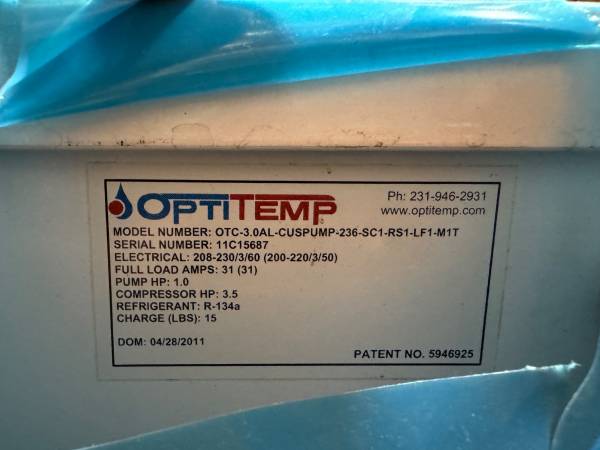 OPTITEMP
Ph: 231-946-2931
www.optitemp.com
MODEL NUMBER: OTC-3.0AL-CUSPUMP-236-SC1-RS1-LF1-M1T
SERIAL NUMBER: 11C15687
ELECTRICAL: 208-230/3/60 (200-220/3/50)
FULL LOAD AMPS: 31 (31)
PUMP HP: 1.0
COMPRESSOR HP: 3.5
REFRIGERANT: R-134a
CHARGE (LBS): 15
DOM: 04/28/2011
PATENT NO. 5946925